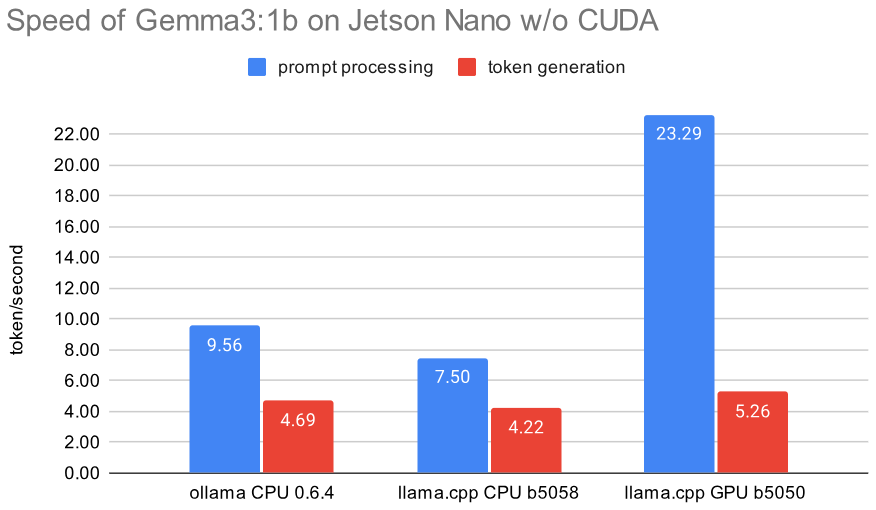 Speed of Gemma3:1b on Jetson Nano w/o CUDA
prompt processing
token generation
token/second
22.00
20.00
18.00
16.00
14.00
12.00
10.00
8.00
6.00
4.00
2.00
0.00
9.56
4.69
7.50
4.22
23.29
5.26
ollama CPU 0.6.4
llama.cpp CPU b5058
llama.cpp GPU b5050